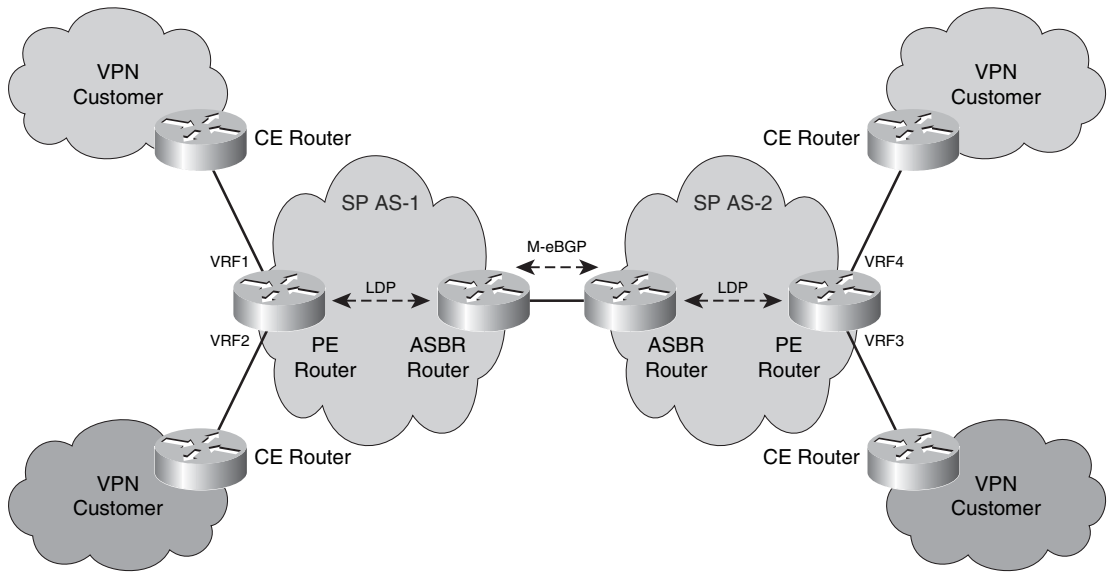 VPN
Customer
CE Router
VPN
Customer
CE Router
SP AS-1
SP AS-2
M-eBGP
VRF1
VRF4
LDP
LDP
VRF2
VRF3
PE
Router
ASBR
Router
ASBR
Router
PE
Router
CE Router
VPN
Customer
CE Router
VPN
Customer